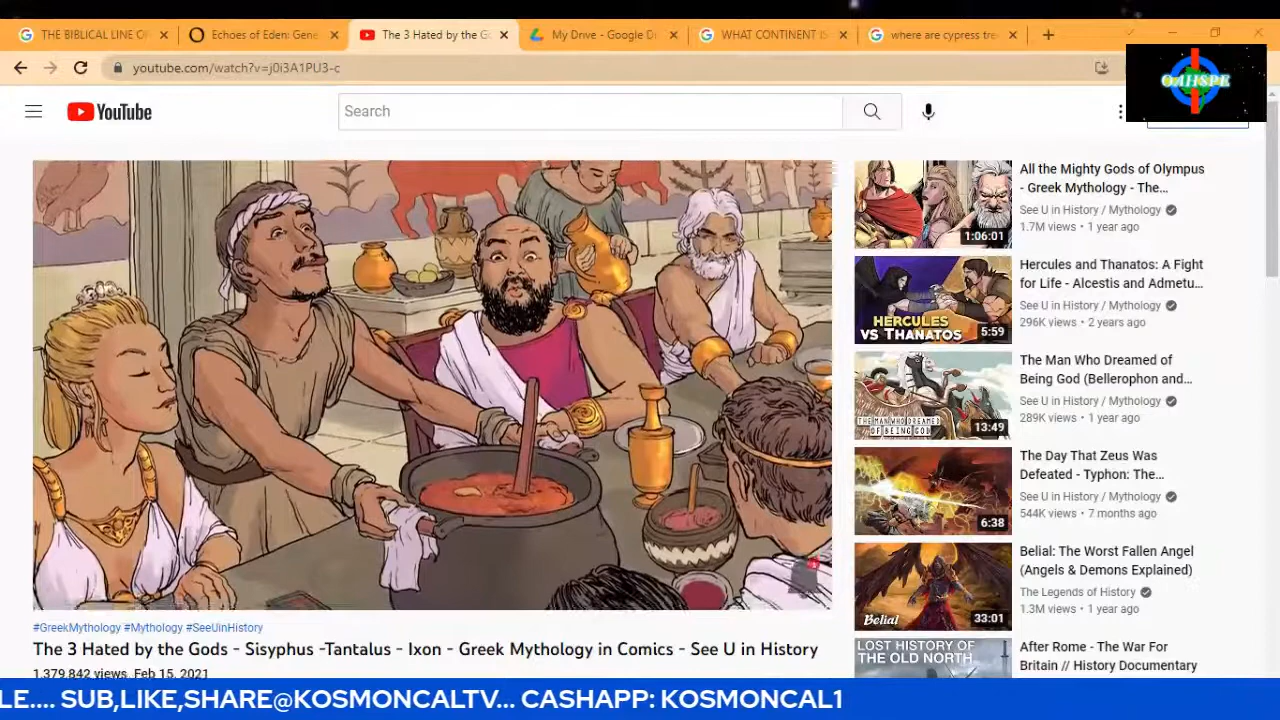 THE BIBLICAL LINE O
Echoes of Eden: Gene
The 3 Hated by the G
My Drive - Google D
WHAT CONTINENT IS
where are cypress tre
youtube.com/watch?v=j0i3A1PU3-c
OAHSPE
YouTube
Search
All the Mighty Gods of Olympus
- Greek Mythology - The...
See U in History / Mythology
1.7M views • 1 year ago
1:06:01
Hercules and Thanatos: A Fight
for Life - Alcestis and Admetu...
See U in History / Mythology
296K views • 2 years ago
HERCULES
VS THANATOS
5:59
The Man Who Dreamed of
Being God (Bellerophon and...
See U in History / Mythology
289K views • 1 year ago
THE MAN WHO DREAMED
OF BEING GOD
13:49
The Day That Zeus Was
Defeated - Typhon: The...
See U in History / Mythology
544K views • 7 months ago
6:38
Belial: The Worst Fallen Angel
(Angels & Demons Explained)
The Legends of History
1.3M views • 1 year ago
Belial
33:01
After Rome - The War For
Britain // History Documentary
LOST HISTORY OF
THE OLD NORTH
#GreekMythology #Mythology #SeeUinHistory
The 3 Hated by the Gods - Sisyphus -Tantalus - Ixon - Greek Mythology in Comics - See U in History
1,379,842 views Feb 15, 2021
LE.... SUB,LIKE,SHARE@KOSMONCALTV... CASHAPP: KOSMONCAL1